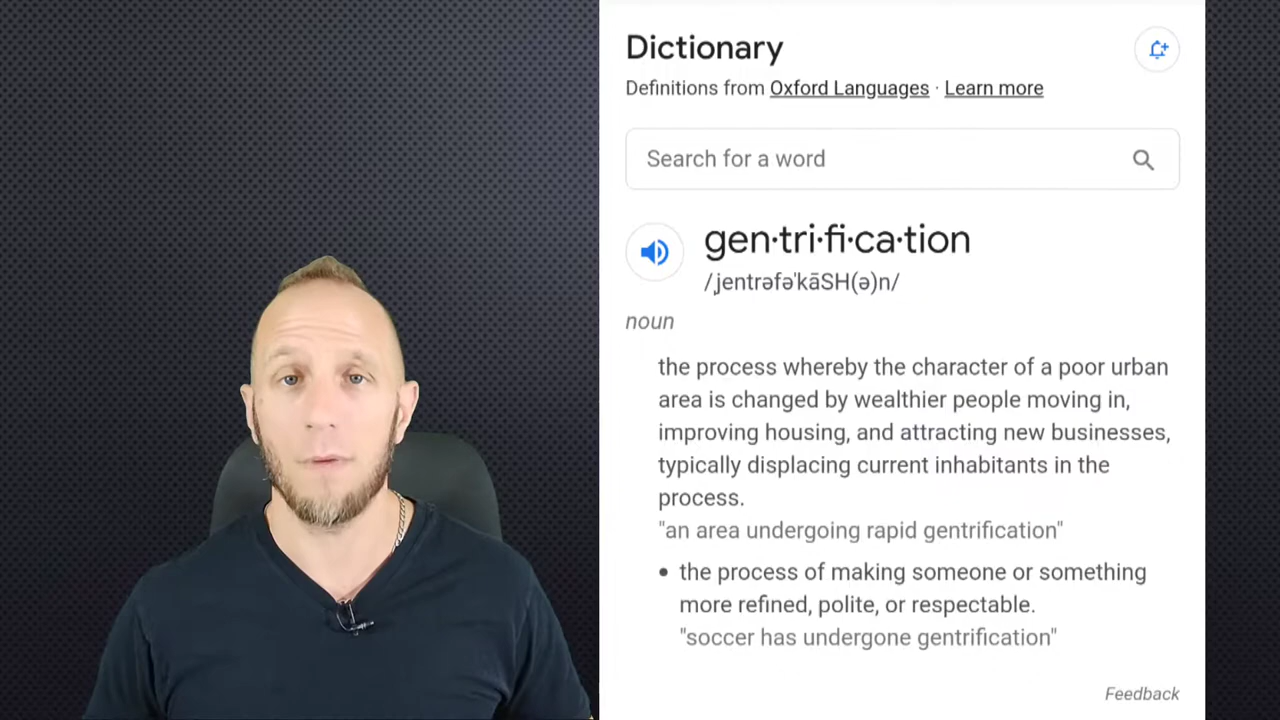 Dictionary
Definitions from Oxford Languages · Learn more
Search for a word
gen·tri·fi·ca·tion
/ˌjentrəfəˈkāSH(ə)n/
noun
the process whereby the character of a poor urban
area is changed by wealthier people moving in,
improving housing, and attracting new businesses,
typically displacing current inhabitants in the
process.
"an area undergoing rapid gentrification"
• the process of making someone or something
more refined, polite, or respectable.
"soccer has undergone gentrification"
Feedback